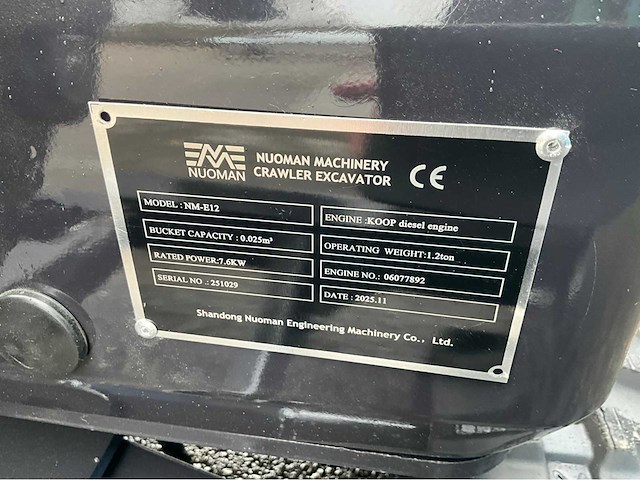 NUOMAN
NUOMAN MACHINERY
CRAWLER EXCAVATOR
CE
MODEL : NM-E12
ENGINE :KOOP diesel engine
BUCKET CAPACITY : 0.025m³
OPERATING WEIGHT:1.2ton
RATED POWER:7.6KW
ENGINE NO.: 06077892
SERIAL NO.: 251029
DATE : 2025.11
Shandong Nuoman Engineering Machinery Co., Ltd.